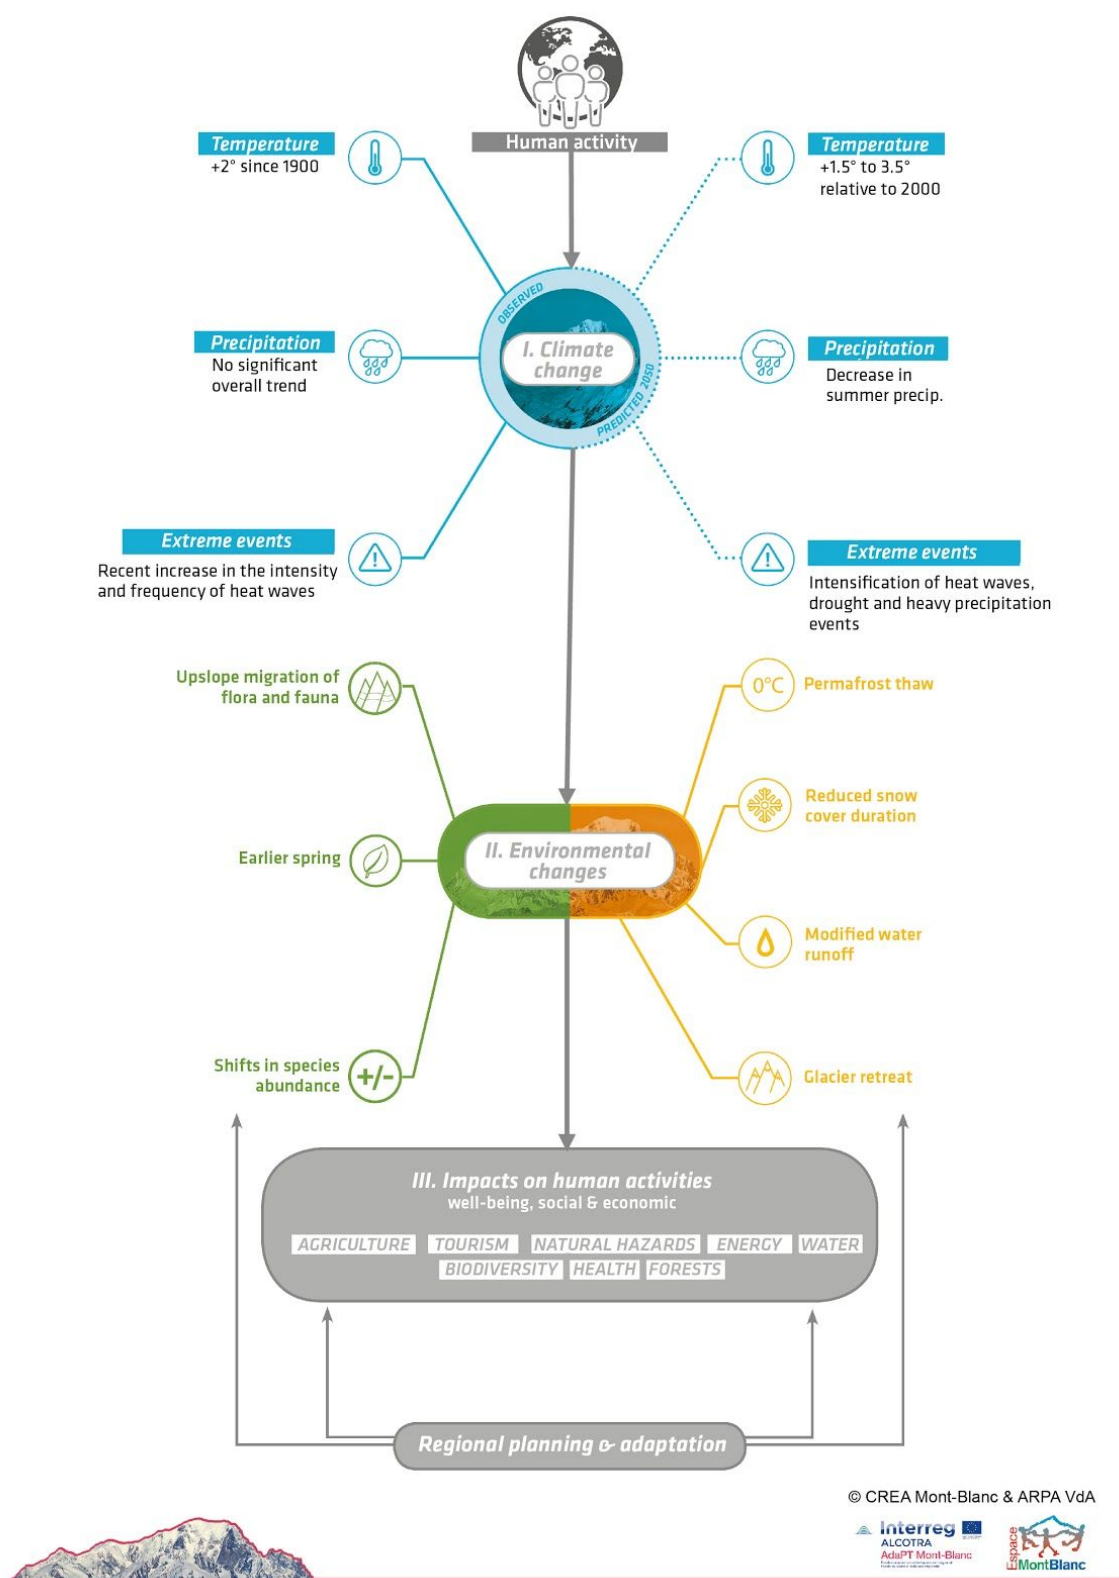 Human activity
Temperature
+2° since 1900
Temperature
+1.5° to 3.5°
relative to 2000
OBSERVED
I. Climate
change
PREDICTED 2050
Precipitation
No significant
overall trend
Precipitation
Decrease in
summer precip.
Extreme events
Recent increase in the intensity
and frequency of heat waves
Extreme events
Intensification of heat waves,
drought and heavy precipitation
events
Upslope migration of
flora and fauna
0°C
Permafrost thaw
Reduced snow
cover duration
Earlier spring
II. Environmental
changes
Modified water
runoff
Shifts in species
abundance
+/-
Glacier retreat
III. Impacts on human activities
well-being, social & economic
AGRICULTURE TOURISM NATURAL HAZARDS ENERGY WATER
BIODIVERSITY HEALTH FORESTS
Regional planning & adaptation
© CREA Mont-Blanc & ARPA VdA
Interreg
ALCOTRA
AdaPT Mont-Blanc
Espace
MontBlanc